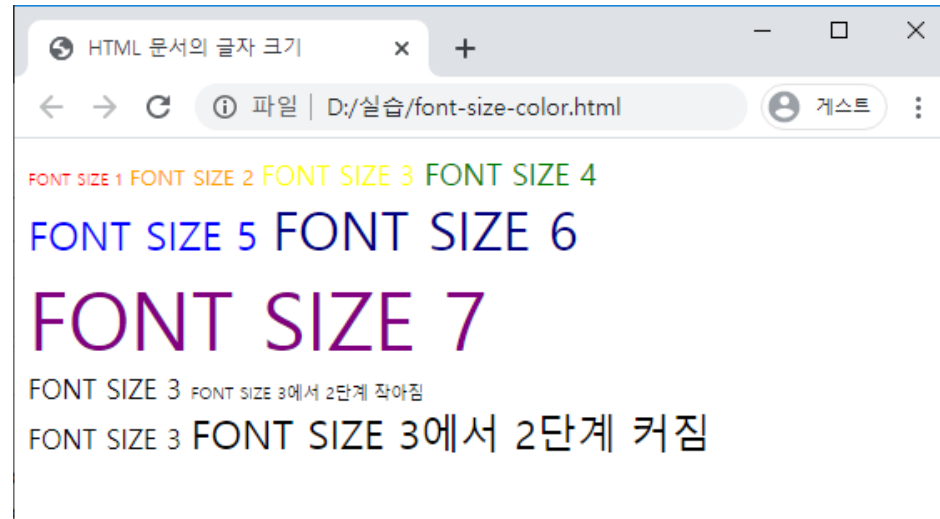 HTML 문서의 글자 크기
파일 | D:/실습/font-size-color.html 게스트
FONT SIZE 1 FONT SIZE 2 FONT SIZE 3 FONT SIZE 4
FONT SIZE 5 FONT SIZE 6
FONT SIZE 7
FONT SIZE 3 FONT SIZE 3에서 2단계 작아짐
FONT SIZE 3 FONT SIZE 3에서 2단계 커짐